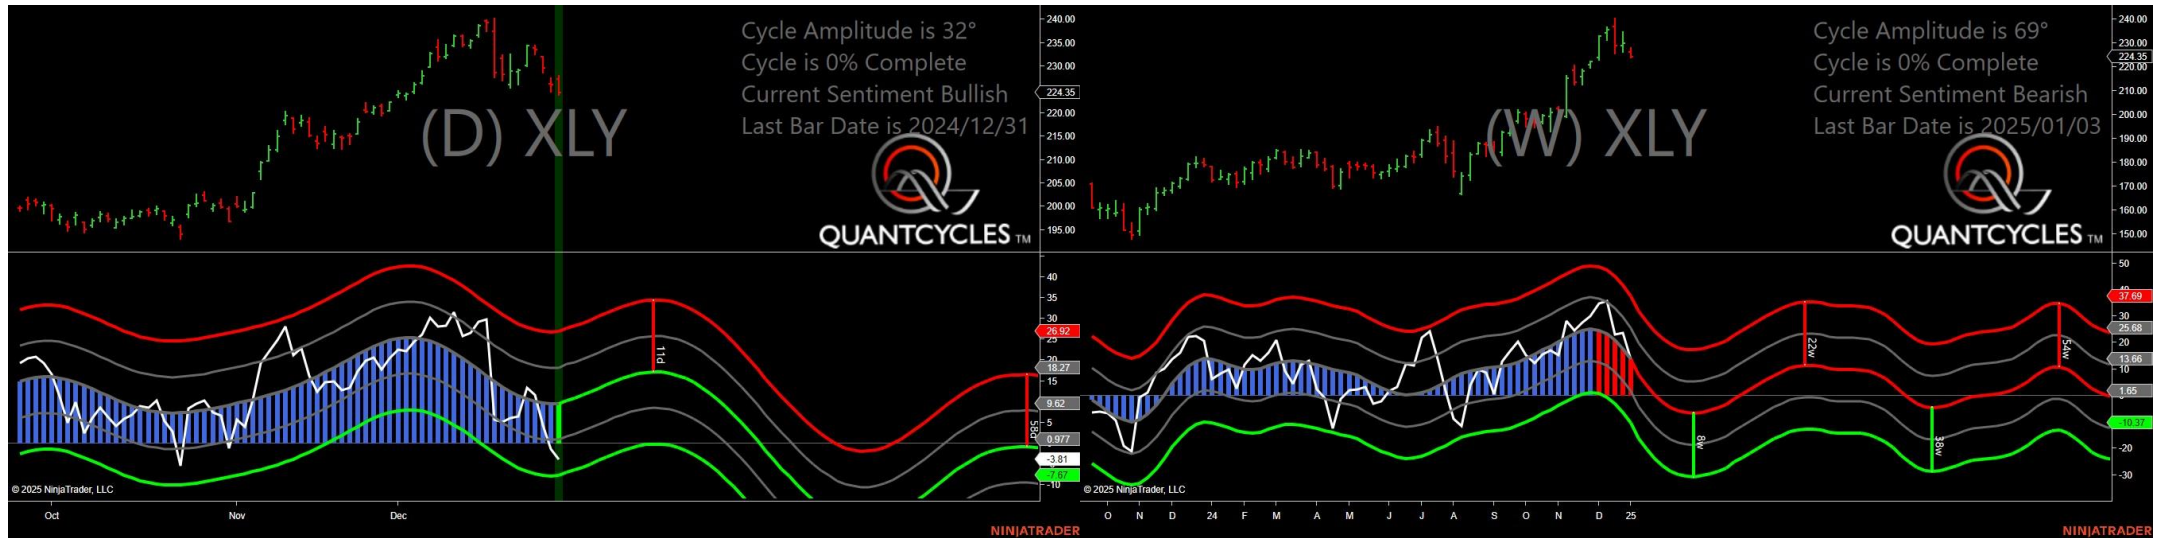 Cycle Amplitude is 32°
Cycle is 0% Complete
Current Sentiment Bullish
Last Bar Date is 2024/12/31
(D) XLY
QUANTCYCLES TM
240.00
235.00
230.00
224.35
220.00
215.00
210.00
205.00
200.00
195.00
40
35
30
26.92
25
20
18.27
15
9.62
5
0.977
-3.81
-7.67
-10
11d
58d
© 2025 NinjaTrader, LLC
Oct Nov Dec
NINJATRADER
Cycle Amplitude is 69°
Cycle is 0% Complete
Current Sentiment Bearish
Last Bar Date is 2025/01/03
(W) XLY
QUANTCYCLES TM
240.00
230.00
224.35
220.00
210.00
200.00
190.00
180.00
170.00
160.00
150.00
50
40
37.69
30
25.68
13.66
10
1.65
-10.37
-20
-30
8w
22w
38w
54w
© 2025 NinjaTrader, LLC
O N D 24 F M A M J J A S O N D 25
NINJATRADER